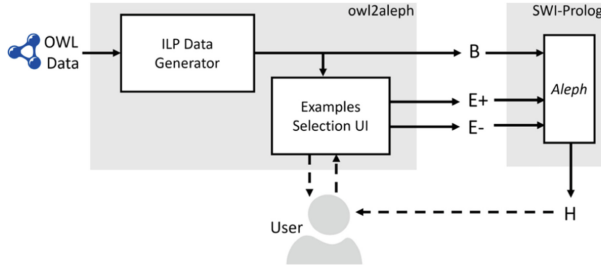 owl2aleph
SWI-Prolog
OWL
Data
ILP Data
Generator
B
Aleph
Examples
Selection UI
E+
E-
User
H